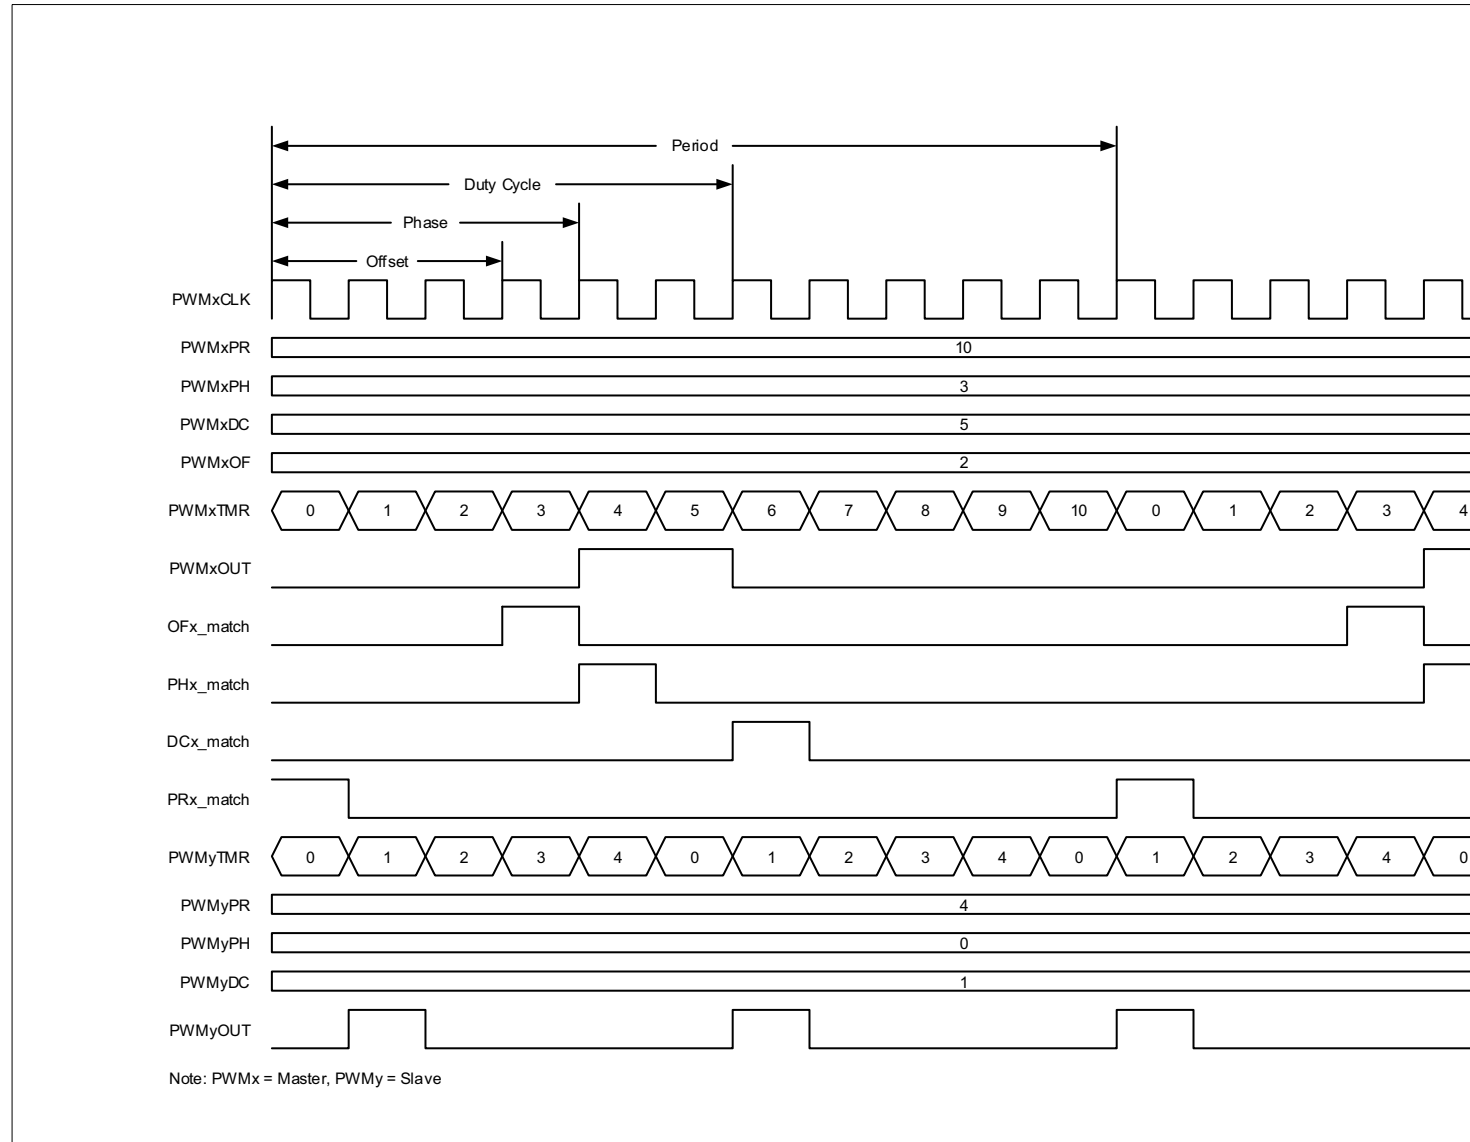 Period
Duty Cycle
Phase
Offset
PWMxCLK
PWMxPR 10
PWMxPH 3
PWMxDC 5
PWMxOF 2
PWMxTMR 0 1 2 3 4 5 6 7 8 9 10 0 1 2 3 4
PWMxOUT
OFx_match
PHx_match
DCx_match
PRx_match
PWMyTMR 0 1 2 3 4 0 1 2 3 4 0 1 2 3 4 0
PWMyPR 4
PWMyPH 0
PWMyDC 1
PWMyOUT
Note: PWMx = Master, PWMy = Slave